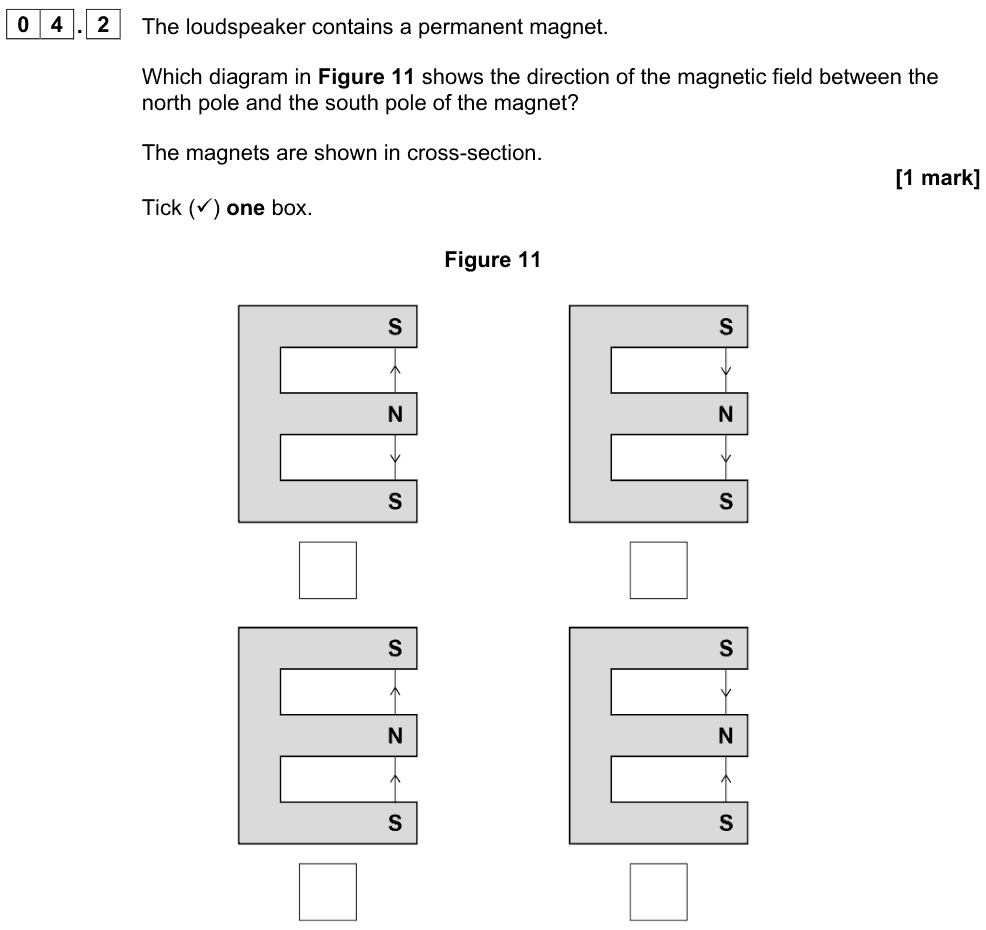 04.2 The loudspeaker contains a permanent magnet.
Which diagram in Figure 11 shows the direction of the magnetic field between the
north pole and the south pole of the magnet?
The magnets are shown in cross-section.
[1 mark]
Tick (✓) one box.
Figure 11
S S
N N
S S
S S
N N
S S